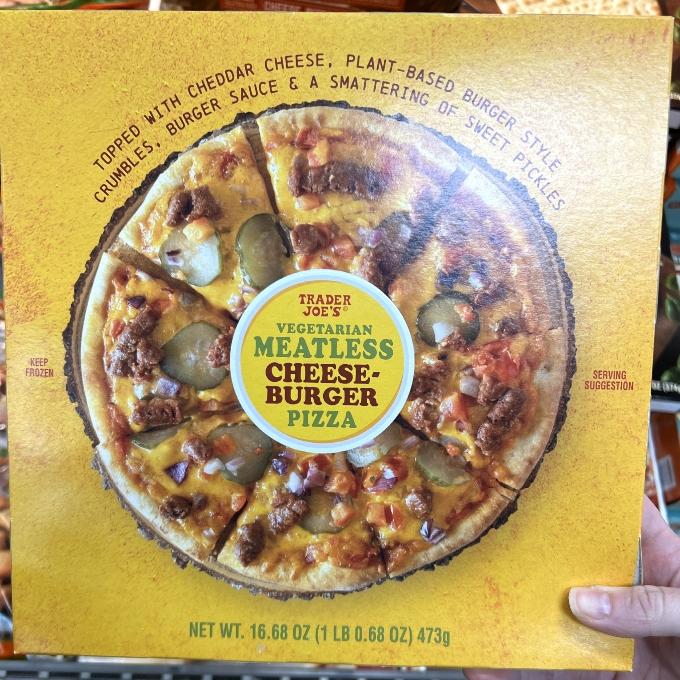 TOPPED WITH CHEDDAR CHEESE, PLANT-BASED BURGER STYLE
CRUMBLES, BURGER SAUCE & A SMATTERING OF SWEET PICKLES
TRADER
JOE'S
VEGETARIAN
MEATLESS
CHEESE-
BURGER
PIZZA
KEEP
FROZEN
SERVING
SUGGESTION
NET WT. 16.68 OZ (1 LB 0.68 OZ) 473g